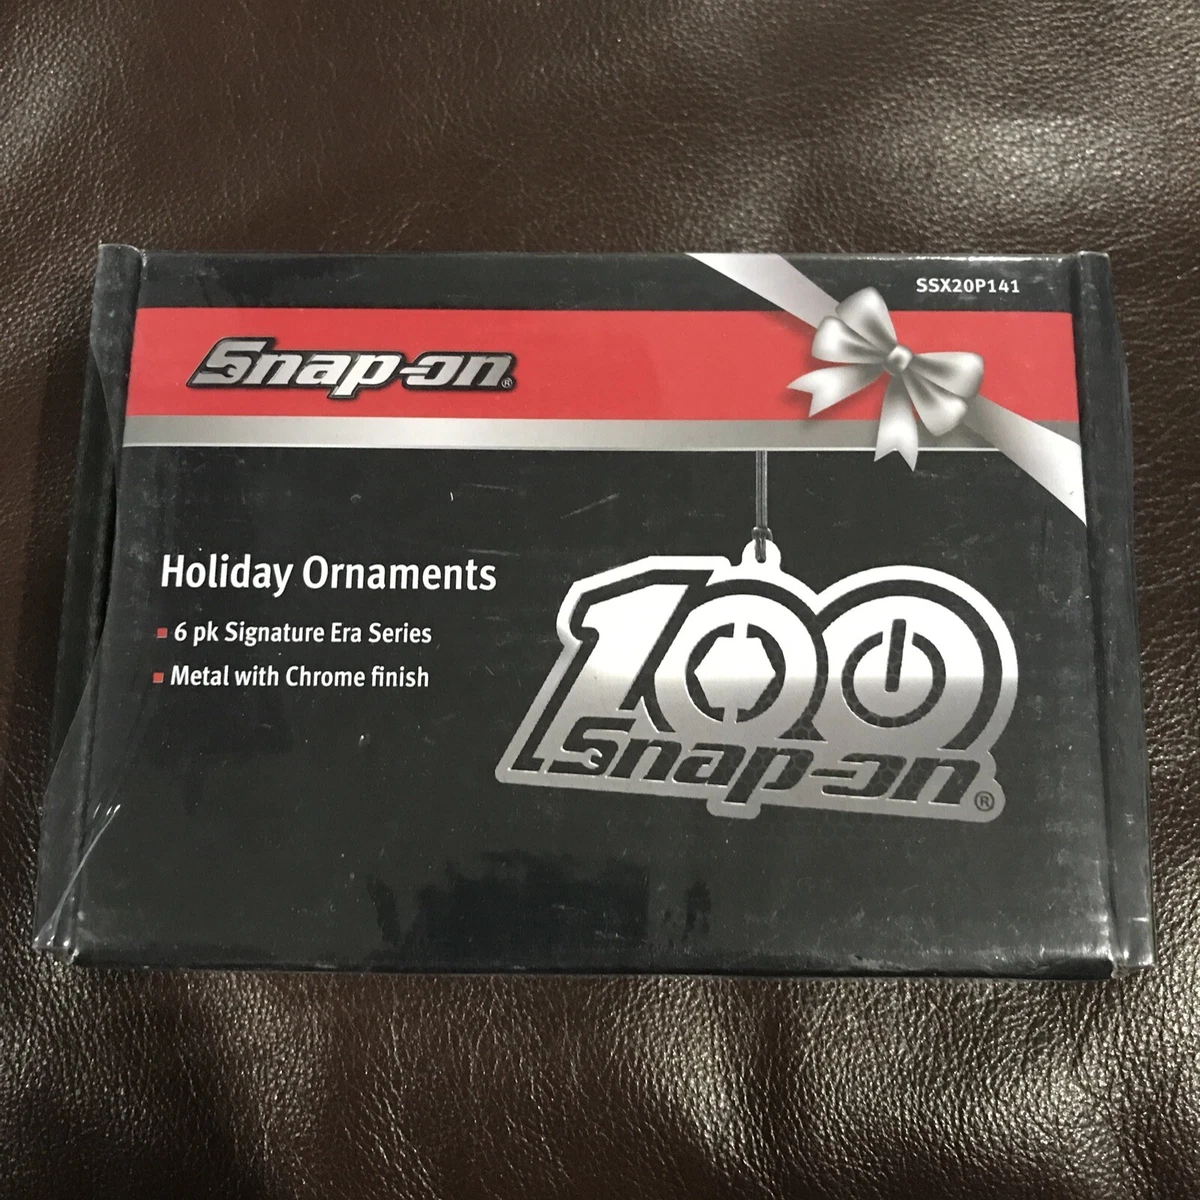 SSX20P141
Snap-on®
Holiday Ornaments
6 pk Signature Era Series
Metal with Chrome finish
100
Snap-on®